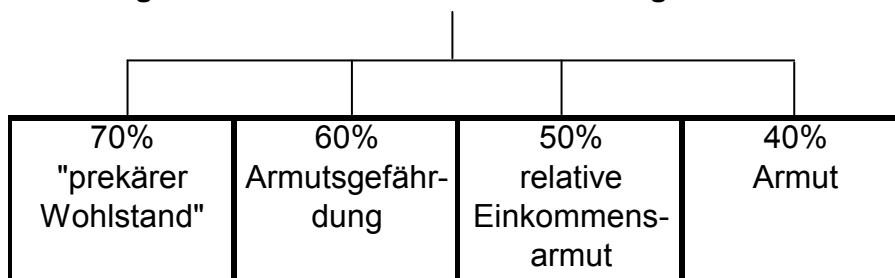 70%
"prekärer
Wohlstand"
60%
Armutsgefähr-
dung
50%
relative
Einkommens-
armut
40%
Armut